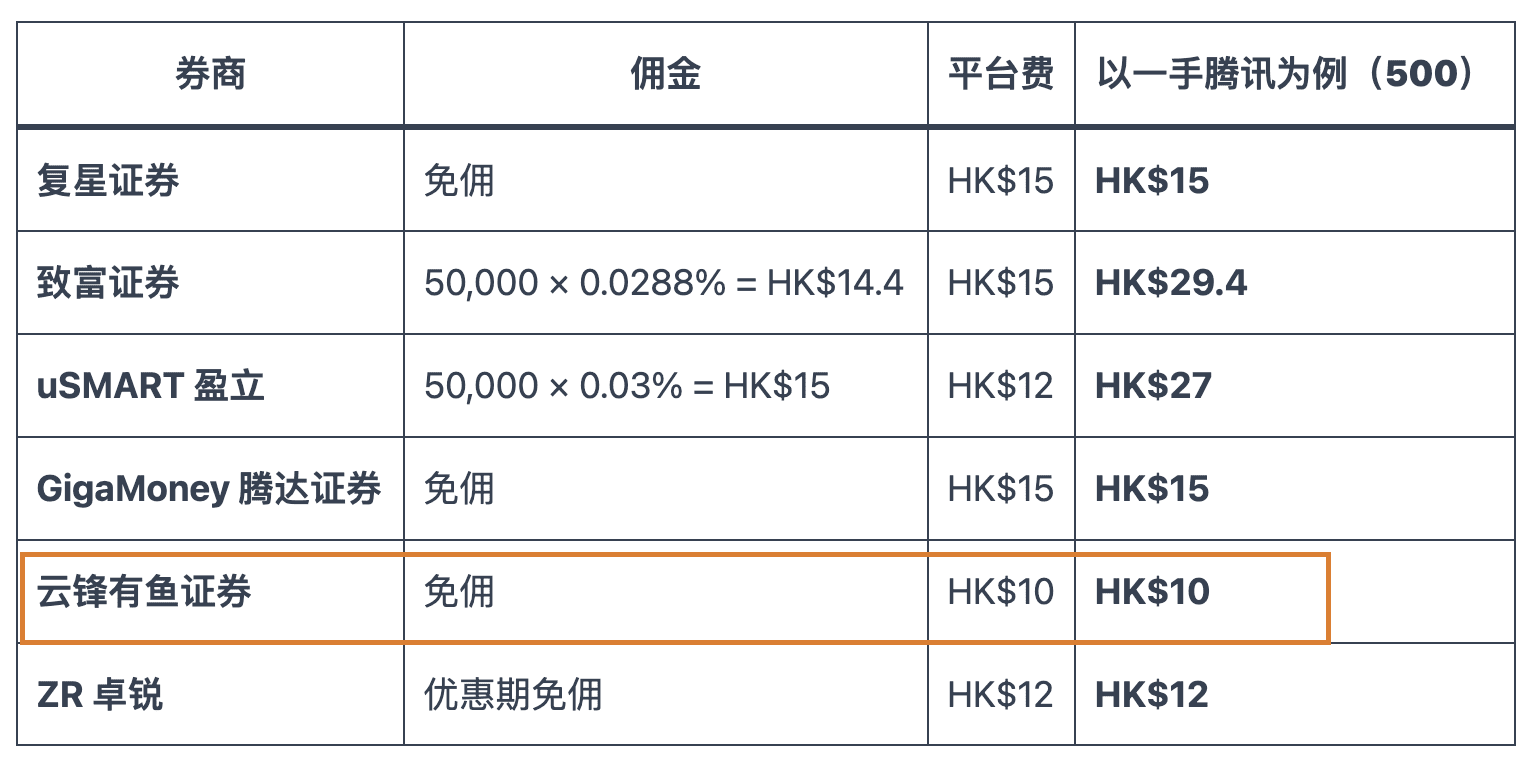 券商 佣金 平台费 以一手腾讯为例（500）
复星证券 免佣 HK$15 HK$15
致富证券 50,000 × 0.0288% = HK$14.4 HK$15 HK$29.4
uSMART 盈立 50,000 × 0.03% = HK$15 HK$12 HK$27
GigaMoney 腾达证券 免佣 HK$15 HK$15
云锋有鱼证券 免佣 HK$10 HK$10
ZR 卓锐 优惠期免佣 HK$12 HK$12